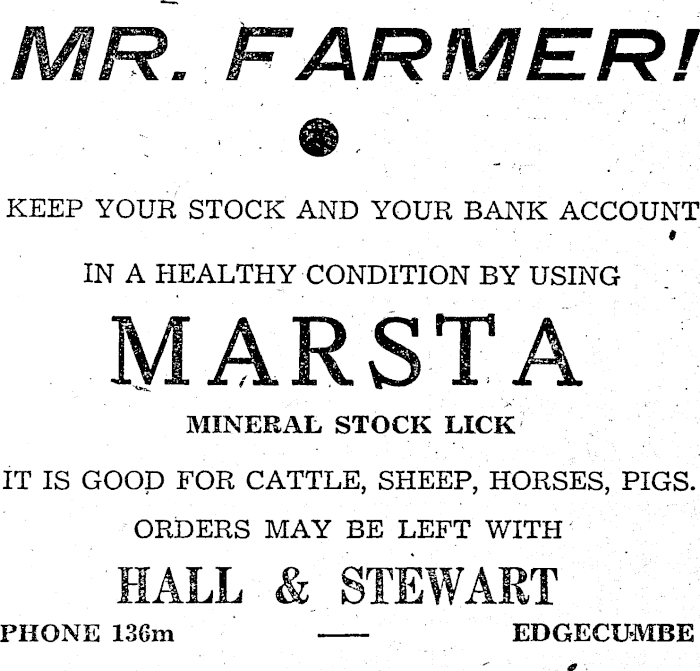 MR. FARMER!
KEEP YOUR STOCK AND YOUR BANK ACCOUNT
IN A HEALTHY CONDITION BY USING
MARSTA
MINERAL STOCK LICK
IT IS GOOD FOR CATTLE, SHEEP, HORSES, PIGS.
ORDERS MAY BE LEFT WITH
HALL & STEWART
PHONE 136m — EDGECUMBE